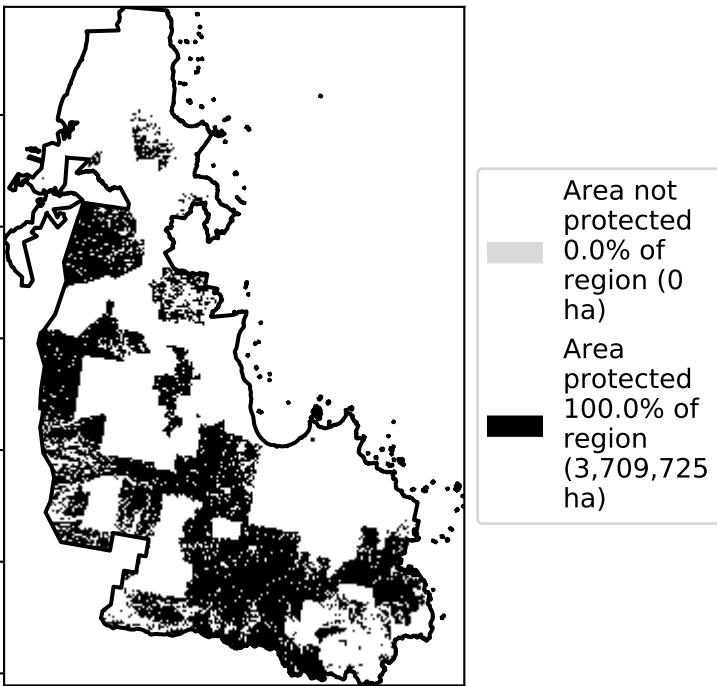 Area not
protected
0.0% of
region (0
ha)
Area
protected
100.0% of
region
(3,709,725
ha)